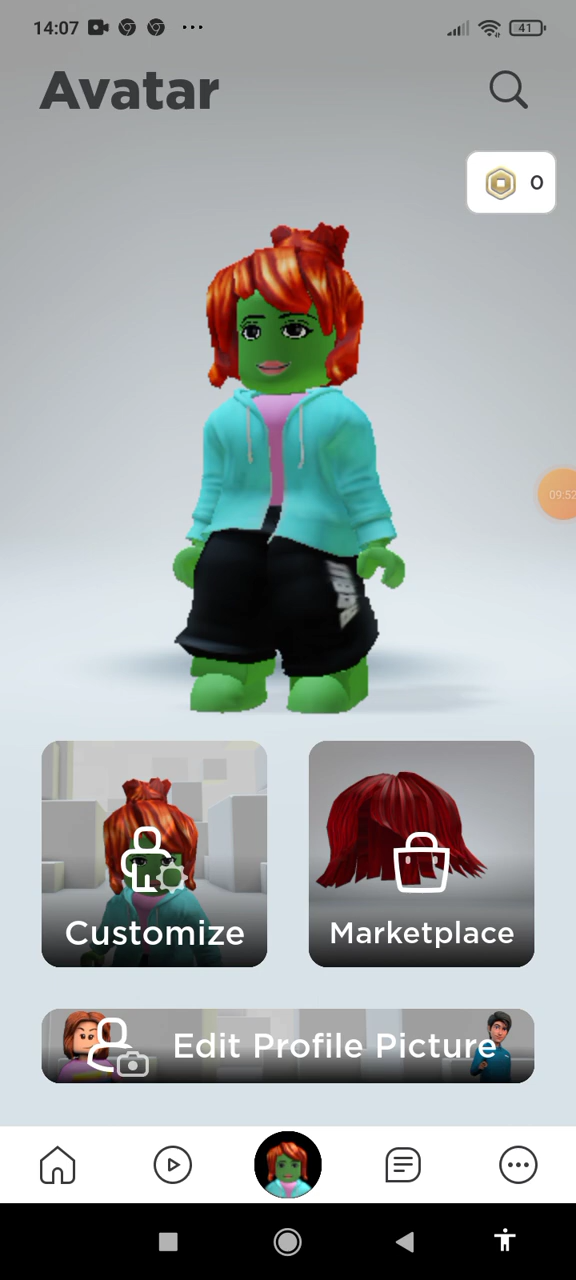 14:07
41
Avatar
0
09:52
Customize
Marketplace
Edit Profile Picture